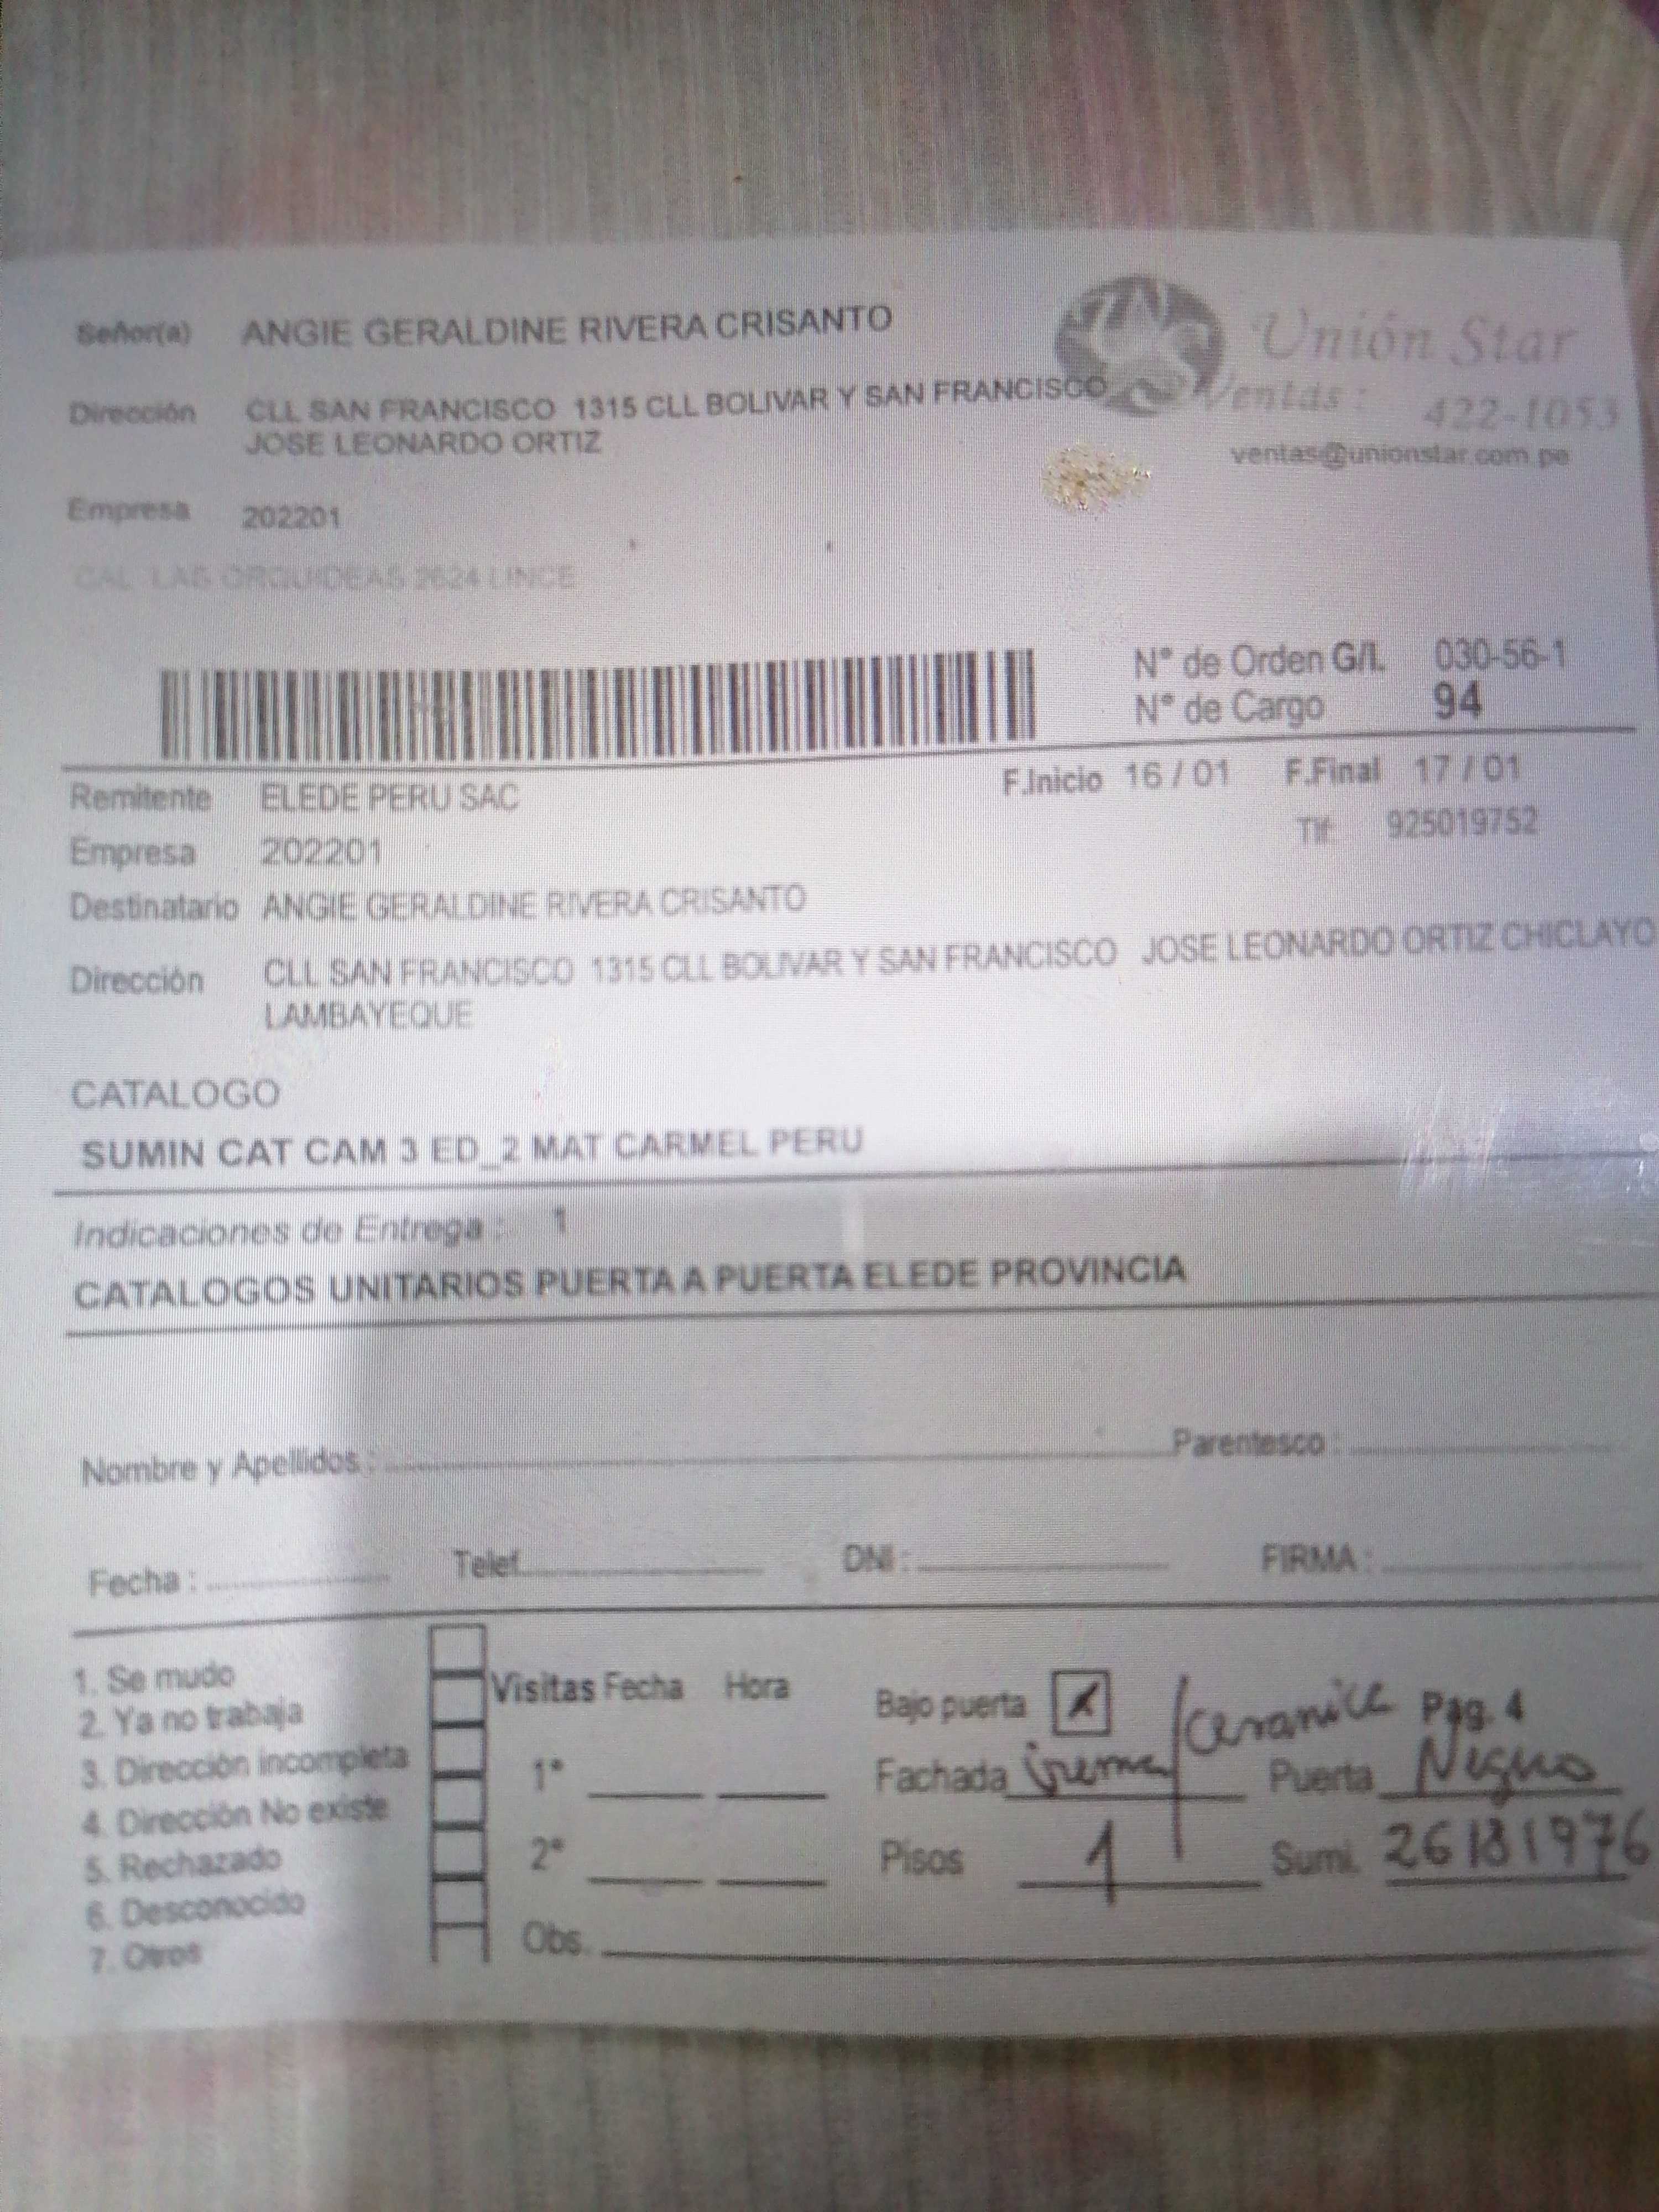 Señor(a) ANGIE GERALDINE RIVERA CRISANTO
Unión Star
Dirección CLL SAN FRANCISCO 1315 CLL BOLIVAR Y SAN FRANCISCO
JOSE LEONARDO ORTIZ
Ventas: 422-1053
ventas@unionstar.com.pe
Empresa 202201
CAL LAS ORQUIDEAS 2624 LINCE
N° de Orden G/L 030-56-1
N° de Cargo 94
Remitente ELEDE PERU SAC
F.Inicio 16 / 01 F.Final 17 / 01
Empresa 202201
Tlf: 925019752
Destinatario ANGIE GERALDINE RIVERA CRISANTO
Dirección CLL SAN FRANCISCO 1315 CLL BOLIVAR Y SAN FRANCISCO JOSE LEONARDO ORTIZ CHICLAYO
LAMBAYEQUE
CATALOGO
SUMIN CAT CAM 3 ED_2 MAT CARMEL PERU
Indicaciones de Entrega : 1
CATALOGOS UNITARIOS PUERTA A PUERTA ELEDE PROVINCIA
Nombre y Apellidos : Parentesco :
Fecha : Telef. DNI : FIRMA :
1. Se mudo
2. Ya no trabaja
3. Dirección incompleta
4. Dirección No existe
5. Rechazado
6. Desconocido
7. Otros
Visitas Fecha Hora
1°
2°
Obs.
Bajo puerta x Pag. 4
Fachada /ceramica Puerta Negro
Pisos 1 Sumi. 26181976